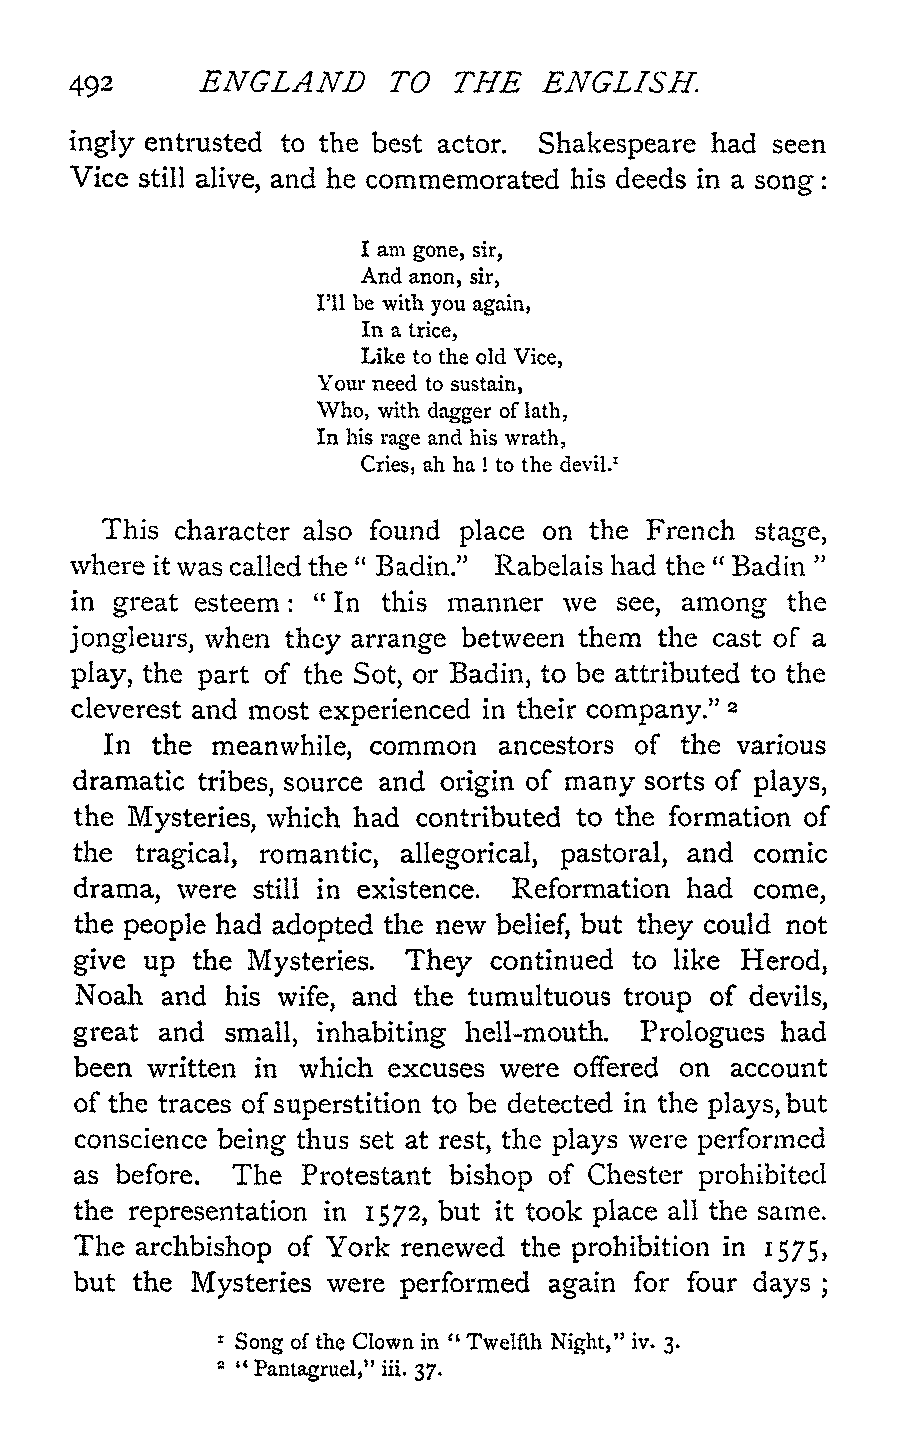 492 ENGLAND TO THE ENGLISH.
ingly entrusted to the best actor. Shakespeare had seen
Vice still alive, and he commemorated his deeds in a song :
I am gone, sir,
And anon, sir,
I'll be with you again,
In a trice,
Like to the old Vice,
Your need to sustain,
Who, with dagger of lath,
In his rage and his wrath,
Cries, ah ha ! to the devil.¹
This character also found place on the French stage,
where it was called the “ Badin.” Rabelais had the “ Badin ”
in great esteem : “ In this manner we see, among the
jongleurs, when they arrange between them the cast of a
play, the part of the Sot, or Badin, to be attributed to the
cleverest and most experienced in their company.” ²
In the meanwhile, common ancestors of the various
dramatic tribes, source and origin of many sorts of plays,
the Mysteries, which had contributed to the formation of
the tragical, romantic, allegorical, pastoral, and comic
drama, were still in existence. Reformation had come,
the people had adopted the new belief, but they could not
give up the Mysteries. They continued to like Herod,
Noah and his wife, and the tumultuous troup of devils,
great and small, inhabiting hell-mouth. Prologues had
been written in which excuses were offered on account
of the traces of superstition to be detected in the plays, but
conscience being thus set at rest, the plays were performed
as before. The Protestant bishop of Chester prohibited
the representation in 1572, but it took place all the same.
The archbishop of York renewed the prohibition in 1575,
but the Mysteries were performed again for four days ;
¹ Song of the Clown in “ Twelfth Night,” iv. 3.
² “ Pantagruel,” iii. 37.